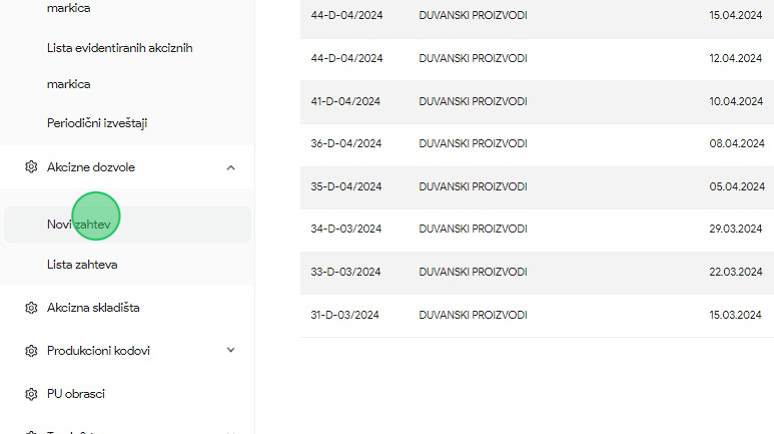 markica
Lista evidentiranih akciznih
markica
Periodični izveštaji
Akcizne dozvole
Novi zahtev
Lista zahteva
Akcizna skladišta
Produkcioni kodovi
PU obrasci
44-D-04/2024 DUVANSKI PROIZVODI 15.04.2024
44-D-04/2024 DUVANSKI PROIZVODI 12.04.2024
41-D-04/2024 DUVANSKI PROIZVODI 10.04.2024
36-D-04/2024 DUVANSKI PROIZVODI 08.04.2024
35-D-04/2024 DUVANSKI PROIZVODI 05.04.2024
34-D-03/2024 DUVANSKI PROIZVODI 29.03.2024
33-D-03/2024 DUVANSKI PROIZVODI 22.03.2024
31-D-03/2024 DUVANSKI PROIZVODI 15.03.2024